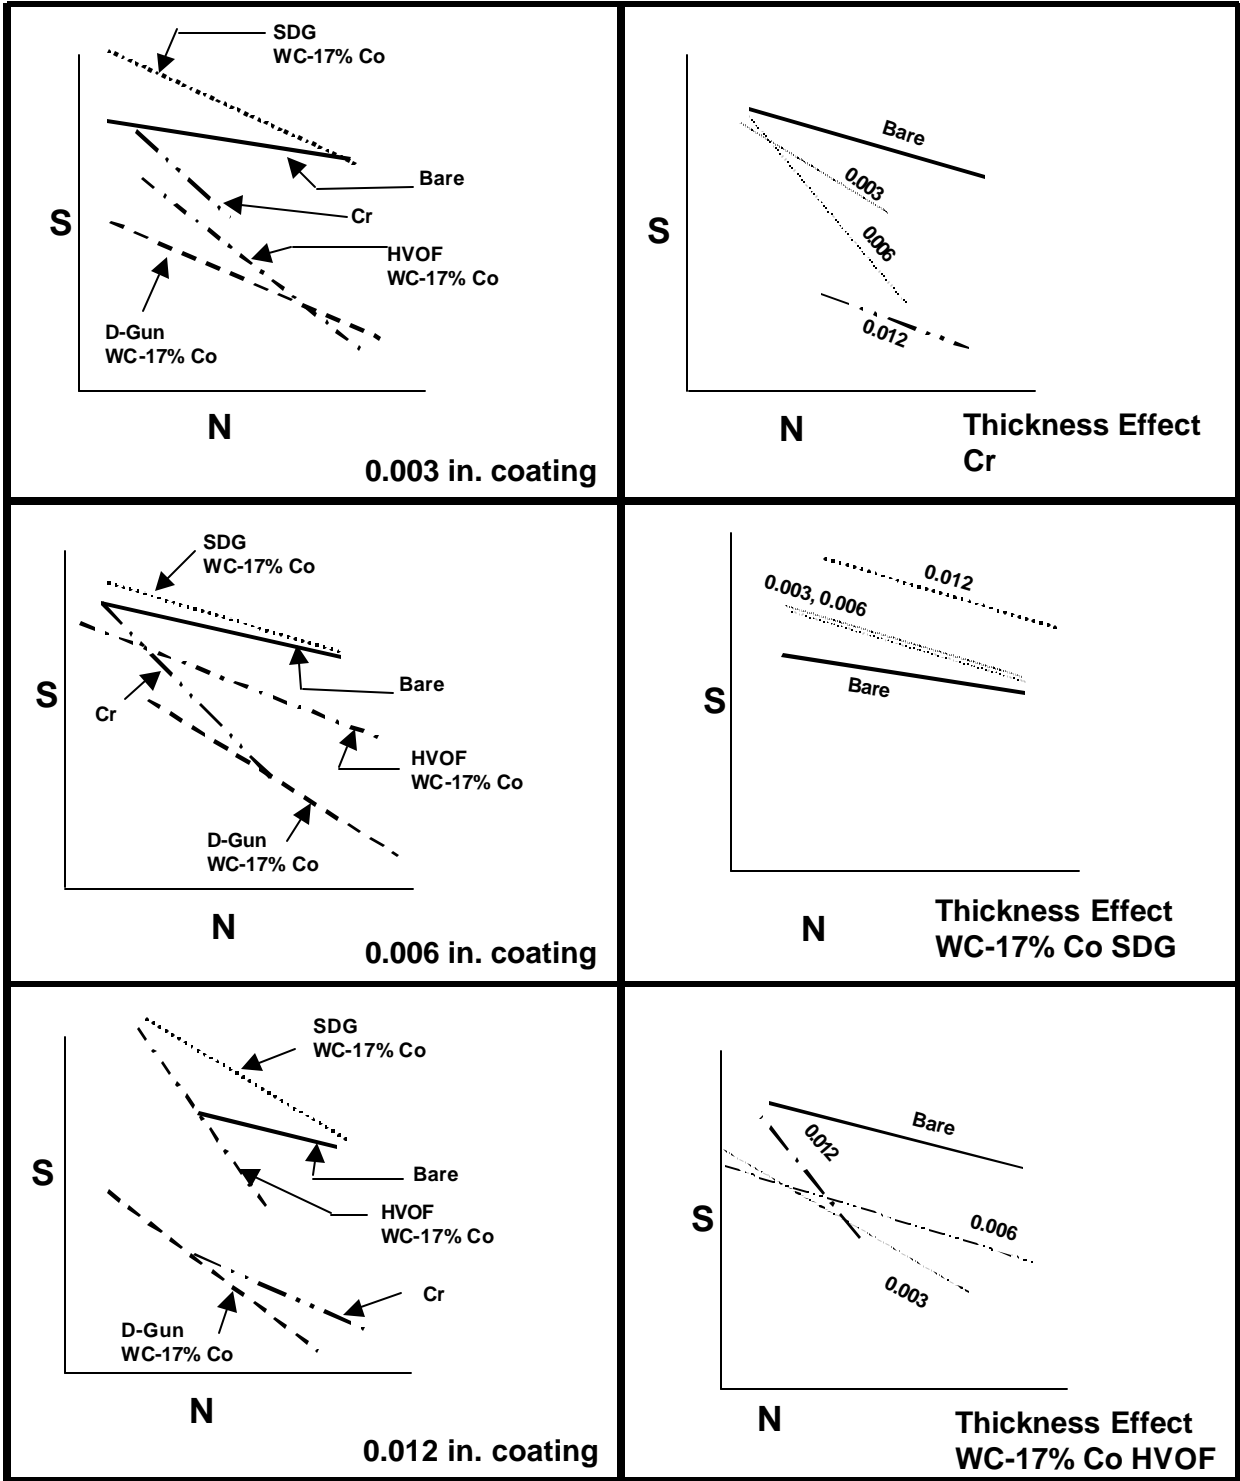 SDG
WC-17% Co
Bare
Cr
S
HVOF
WC-17% Co
D-Gun
WC-17% Co
N
0.003 in. coating
Bare
0.003
S
0.006
0.012
N
Thickness Effect
Cr
SDG
WC-17% Co
S
Bare
Cr
HVOF
WC-17% Co
D-Gun
WC-17% Co
N
0.006 in. coating
0.012
0.003, 0.006
Bare
S
N
Thickness Effect
WC-17% Co SDG
SDG
WC-17% Co
S
Bare
HVOF
WC-17% Co
Cr
D-Gun
WC-17% Co
N
0.012 in. coating
Bare
0.012
S
0.006
0.003
N
Thickness Effect
WC-17% Co HVOF